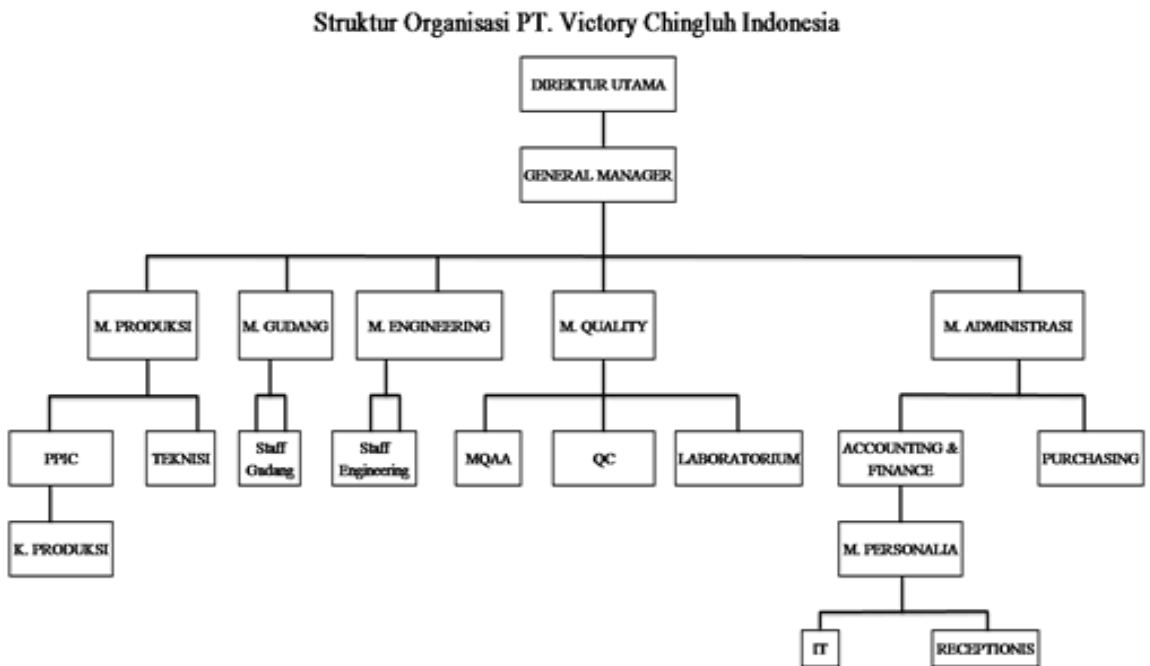 Struktur Organisasi PT. Victory Chingluh Indonesia
DIREKTUR UTAMA
GENERAL MANAGER
M. PRODUKSI
M. GUDANG
M. ENGINEERING
M. QUALITY
M. ADMINISTRASI
PPIC
TEKNISI
Staff
Gudang
Staff
Engineering
MQAA
QC
LABORATORIUM
ACCOUNTING &
FINANCE
PURCHASING
K. PRODUKSI
M. PERSONALIA
IT
RECEPTIONIS